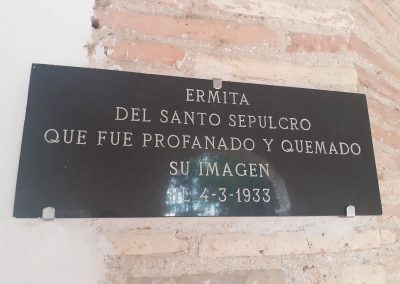 ERMITA
DEL SANTO SEPULCRO
QUE FUE PROFANADO Y QUEMADO
SU IMAGEN
EL 4-3-1933